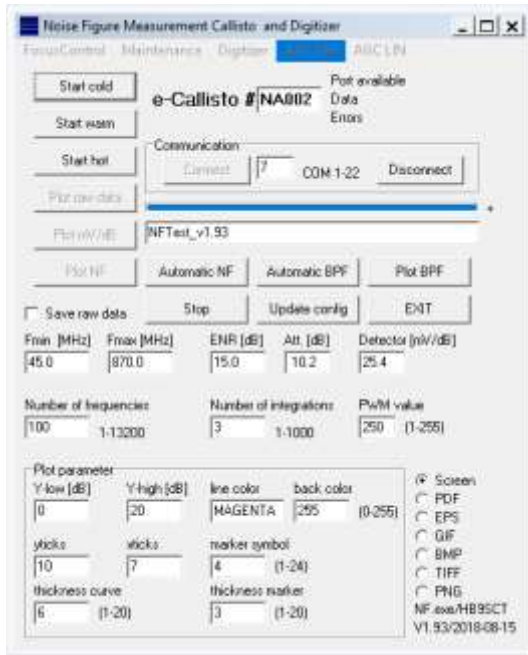 Noise Figure Measurement Callisto and Digitizer
FocusControl Maintenance Digitizer AGC LIN
Start cold
e-Callisto # NA002
Port available
Data
Errors
Start warm
Start hot
Communication
Connect 7 COM 1-22 Disconnect
Plot raw data
Plot mV/dB NFTest_v1.93
Plot NF Automatic NF Automatic BPF Plot BPF
Save raw data Stop Update config EXIT
Fmin [MHz] Fmax [MHz] ENR [dB] Att. [dB] Detector [mV/dB]
45.0 870.0 15.0 10.2 25.4
Number of frequencies Number of integrations PWM value
100 1-13200 3 1-1000 250 (1-255)
Plot parameter
Y-low [dB] Y-high [dB] line color back color
0 20 MAGENTA 255 (0-255)
yticks xticks marker symbol
10 7 4 (1-24)
thickness curve thickness marker
6 (1-20) 3 (1-20)
Screen
PDF
EPS
GIF
BMP
TIFF
PNG
NF.exe/HB9SCT
V1.93/2018-08-15